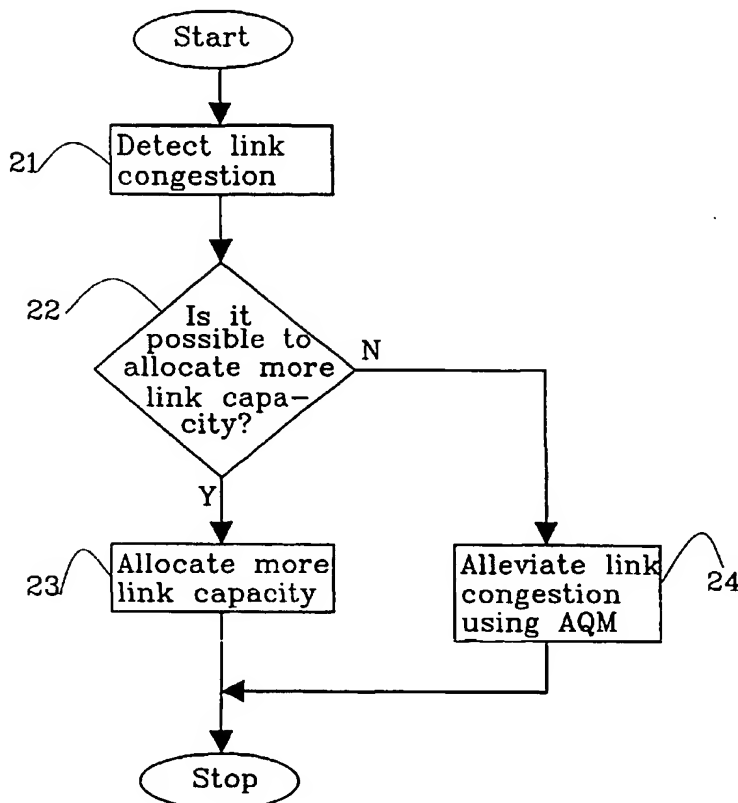 Start
21
Detect link
congestion
22
Is it
possible to
allocate more
link capa-
city?
N
Y
23
Allocate more
link capacity
Alleviate link
congestion
using AQM
24
Stop